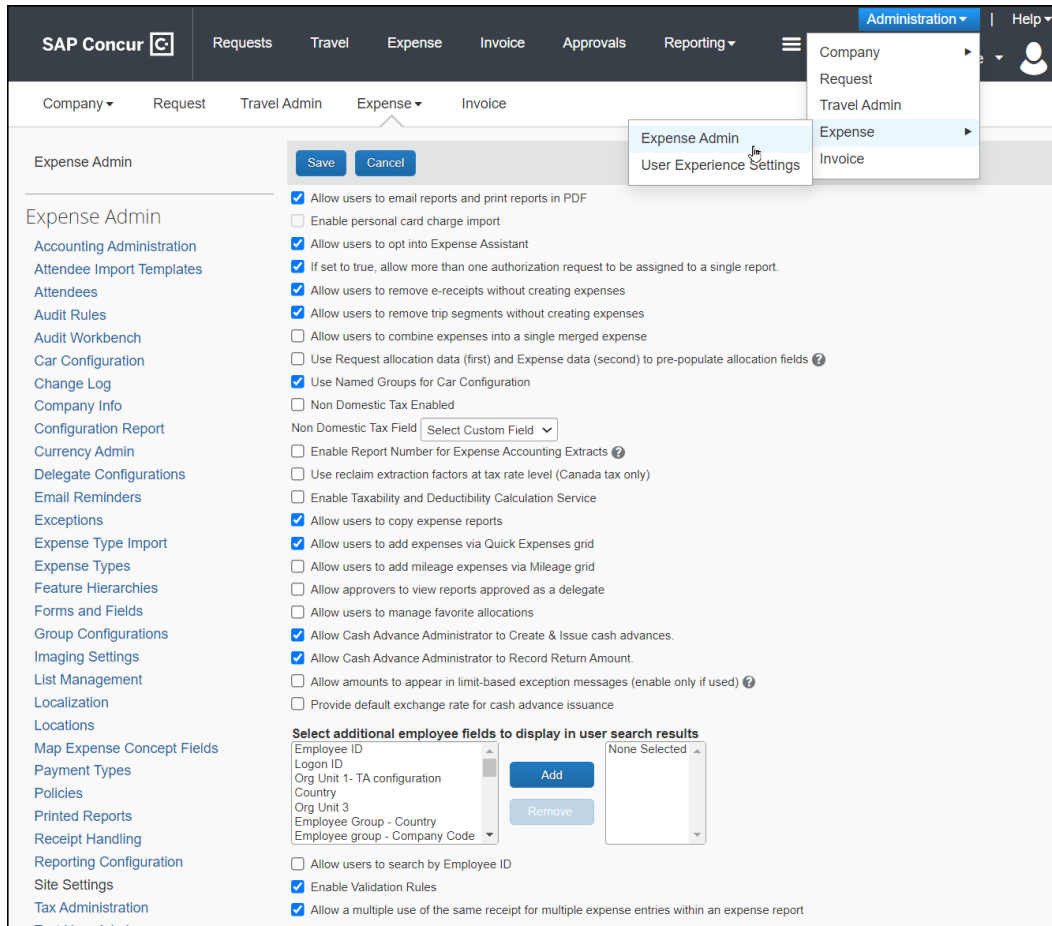 Administration | Help
SAP Concur C. Requests Travel Expense Invoice Approvals Reporting
Company
Request
Travel Admin
Expense
Invoice
Expense Admin
User Experience Settings
Company Request Travel Admin Expense Invoice
Expense Admin
Save Cancel
Expense Admin
Accounting Administration
Attendee Import Templates
Attendees
Audit Rules
Audit Workbench
Car Configuration
Change Log
Company Info
Configuration Report
Currency Admin
Delegate Configurations
Email Reminders
Exceptions
Expense Type Import
Expense Types
Feature Hierarchies
Forms and Fields
Group Configurations
Imaging Settings
List Management
Localization
Locations
Map Expense Concept Fields
Payment Types
Policies
Printed Reports
Receipt Handling
Reporting Configuration
Site Settings
Tax Administration
Allow users to email reports and print reports in PDF
Enable personal card charge import
Allow users to opt into Expense Assistant
If set to true, allow more than one authorization request to be assigned to a single report.
Allow users to remove e-receipts without creating expenses
Allow users to remove trip segments without creating expenses
Allow users to combine expenses into a single merged expense
Use Request allocation data (first) and Expense data (second) to pre-populate allocation fields ?
Use Named Groups for Car Configuration
Non Domestic Tax Enabled
Non Domestic Tax Field Select Custom Field
Enable Report Number for Expense Accounting Extracts ?
Use reclaim extraction factors at tax rate level (Canada tax only)
Enable Taxability and Deductibility Calculation Service
Allow users to copy expense reports
Allow users to add expenses via Quick Expenses grid
Allow users to add mileage expenses via Mileage grid
Allow approvers to view reports approved as a delegate
Allow users to manage favorite allocations
Allow Cash Advance Administrator to Create & Issue cash advances.
Allow Cash Advance Administrator to Record Return Amount.
Allow amounts to appear in limit-based exception messages (enable only if used) ?
Provide default exchange rate for cash advance issuance
Select additional employee fields to display in user search results
Employee ID
Logon ID
Org Unit 1- TA configuration
Country
Org Unit 3
Employee Group - Country
Employee group - Company Code
Add
Remove
None Selected
Allow users to search by Employee ID
Enable Validation Rules
Allow a multiple use of the same receipt for multiple expense entries within an expense report